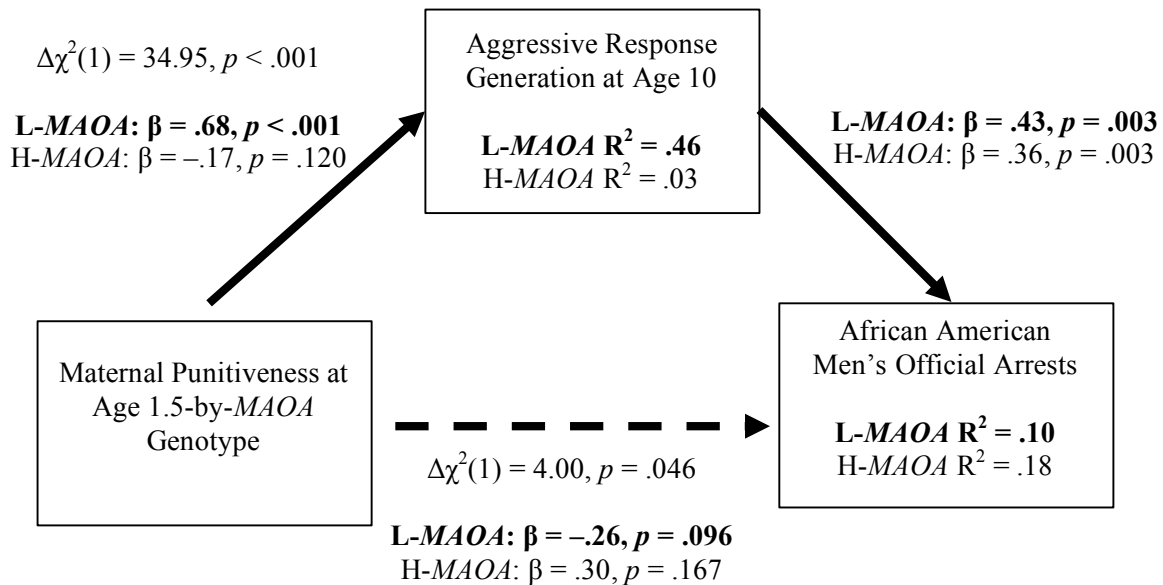 Δχ²(1) = 34.95, p < .001
L-MAOA: β = .68, p < .001
H-MAOA: β = –.17, p = .120
Aggressive Response
Generation at Age 10
L-MAOA R² = .46
H-MAOA R² = .03
L-MAOA: β = .43, p = .003
H-MAOA: β = .36, p = .003
Maternal Punitiveness at
Age 1.5-by-MAOA
Genotype
Δχ²(1) = 4.00, p = .046
L-MAOA: β = –.26, p = .096
H-MAOA: β = .30, p = .167
African American
Men’s Official Arrests
L-MAOA R² = .10
H-MAOA R² = .18